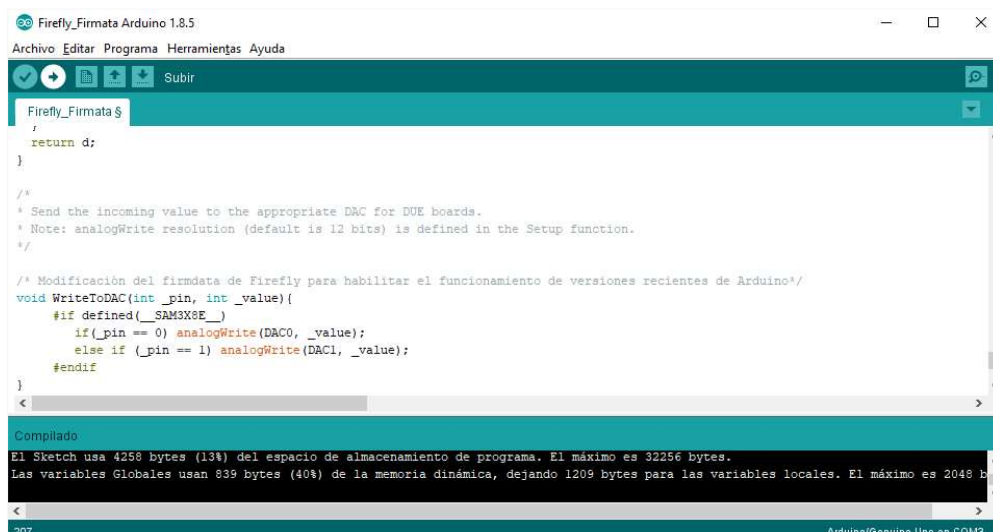 Firefly_Firmata Arduino 1.8.5
Archivo Editar Programa Herramientas Ayuda
Subir
Firefly_Firmata §
}
return d;
}
/*
* Send the incoming value to the appropriate DAC for DUE boards.
* Note: analogWrite resolution (default is 12 bits) is defined in the Setup function.
*/
/* Modificación del firmdata de Firefly para habilitar el funcionamiento de versiones recientes de Arduino*/
void WriteToDAC(int _pin, int _value){
#if defined(__SAM3X8E__)
if(_pin == 0) analogWrite(DAC0, _value);
else if (_pin == 1) analogWrite(DAC1, _value);
#endif
}
Compilado
El Sketch usa 4258 bytes (13%) del espacio de almacenamiento de programa. El máximo es 32256 bytes.
Las variables Globales usan 839 bytes (40%) de la memoria dinámica, dejando 1209 bytes para las variables locales. El máximo es 2048 b
207 Arduino/Genuino Uno en COM3